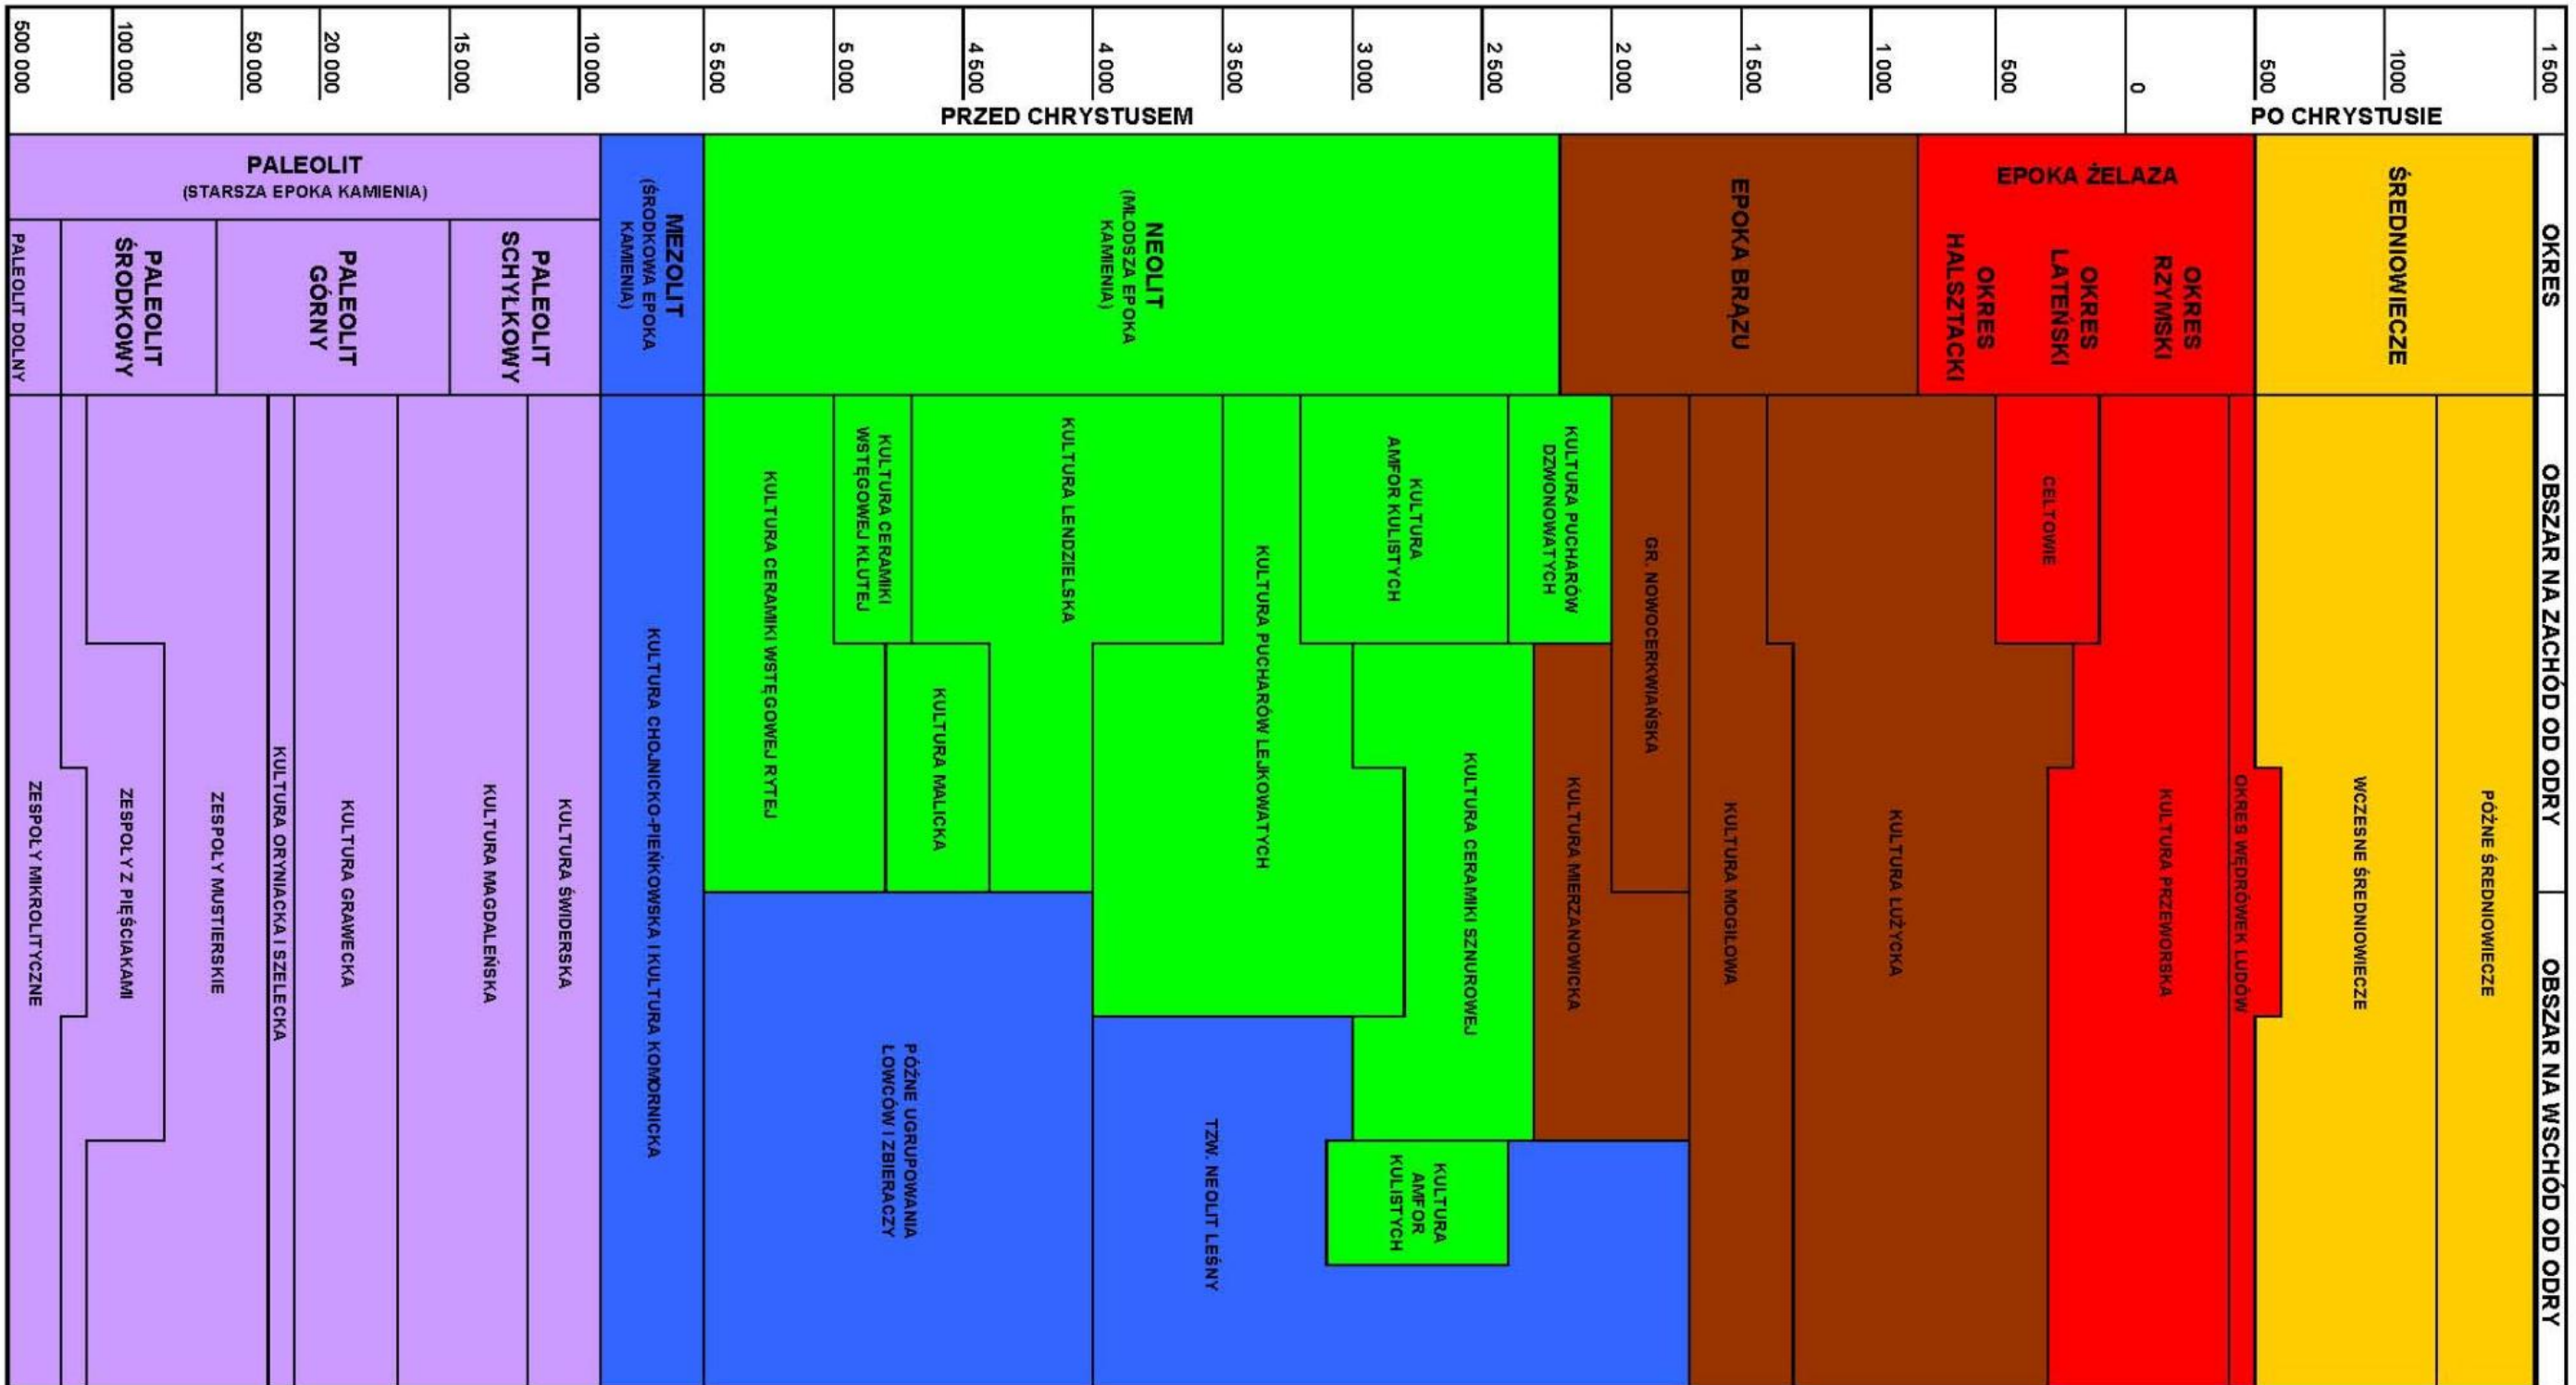 1 500
1000
500
0
500
1 000
1 500
2 000
2 500
3 000
3 500
4 000
4 500
5 000
5 500
10 000
15 000
20 000
50 000
100 000
500 000
PO CHRYSTUSIE
PRZED CHRYSTUSEM
OKRES
OBSZAR NA ZACHÓD OD ODRY
OBSZAR NA WSCHÓD OD ODRY
ŚREDNIOWIECZE
PÓŹNE ŚREDNIOWIECZE
WCZESNE ŚREDNIOWIECZE
EPOKA ŻELAZA
OKRES
RZYMSKI
OKRES
LATEŃSKI
OKRES
HALSZTACKI
OKRES WĘDRÓWEK LUDÓW
KULTURA PRZEWORSKA
CELTOWIE
EPOKA BRĄZU
KULTURA ŁUŻYCKA
KULTURA MOGIŁOWA
GR. NOWOCERKWIAŃSKA
KULTURA MIERZANOWICKA
NEOLIT
(MŁODSZA EPOKA
KAMIENIA)
KULTURA PUCHARÓW
DZWONOWATYCH
KULTURA CERAMIKI SZNUROWEJ
KULTURA
AMFOR KULISTYCH
KULTURA
AMFOR
KULISTYCH
KULTURA PUCHARÓW LEJKOWATYCH
TZW. NEOLIT LEŚNY
KULTURA LENDZIELSKA
KULTURA MALICKA
KULTURA CERAMIKI
WSTĘGOWEJ KŁUTEJ
PÓŹNE UGRUPOWANIA
ŁOWCÓW I ZBIERACZY
KULTURA CERAMIKI WSTĘGOWEJ RYTEJ
MEZOLIT
(ŚRODKOWA EPOKA
KAMIENIA)
KULTURA CHOJNICKO-PIEŃKOWSKA I KULTURA KOMORNICKA
PALEOLIT
(STARSZA EPOKA KAMIENIA)
PALEOLIT
SCHYŁKOWY
KULTURA ŚWIDERSKA
KULTURA MAGDALEŃSKA
PALEOLIT
GÓRNY
KULTURA GRAWECKA
KULTURA ORYNIACKA I SZELECKA
PALEOLIT
ŚRODKOWY
ZESPOŁY MUSTIERSKIE
ZESPOŁY Z PIĘŚCIAKAMI
PALEOLIT DOLNY
ZESPOŁY MIKROLITYCZNE